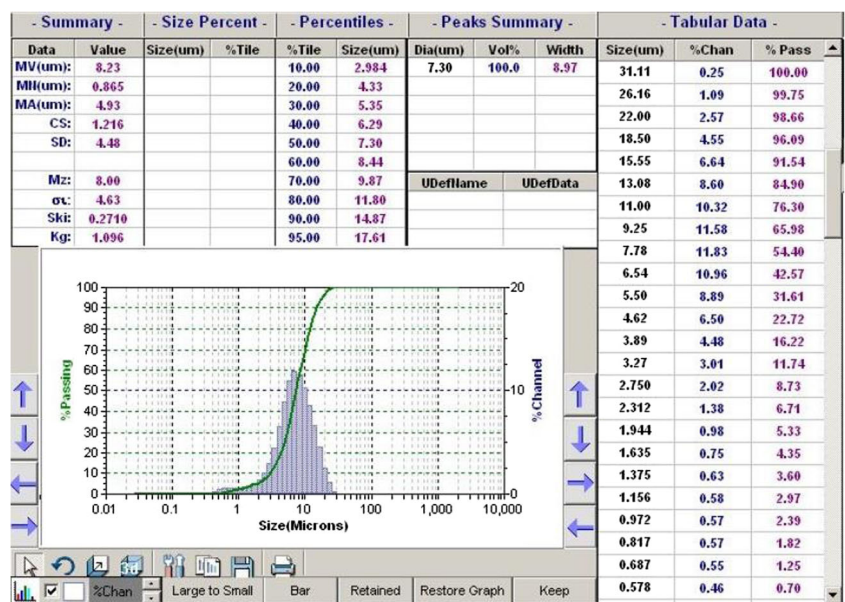 - Summary - - Size Percent - - Percentiles - - Peaks Summary - - Tabular Data -
Data Value Size(um) %Tile %Tile Size(um) Dia(um) Vol% Width Size(um) %Chan % Pass
MV(um): 8.23 10.00 2.984 7.30 100.0 8.97
MN(um): 0.865 20.00 4.33
MA(um): 4.93 30.00 5.35
CS: 1.216 40.00 6.29
SD: 4.48 50.00 7.30
60.00 8.44
Mz: 8.00 70.00 9.87 UDefName UDefData
σι: 4.63 80.00 11.80
Ski: 0.2710 90.00 14.87
Kg: 1.096 95.00 17.61
31.11 0.25 100.00
26.16 1.09 99.75
22.00 2.57 98.66
18.50 4.55 96.09
15.55 6.64 91.54
13.08 8.60 84.90
11.00 10.32 76.30
9.25 11.58 65.98
7.78 11.83 54.40
6.54 10.96 42.57
5.50 8.89 31.61
4.62 6.50 22.72
3.89 4.48 16.22
3.27 3.01 11.74
2.750 2.02 8.73
2.312 1.38 6.71
1.944 0.98 5.33
1.635 0.75 4.35
1.375 0.63 3.60
1.156 0.58 2.97
0.972 0.57 2.39
0.817 0.57 1.82
0.687 0.55 1.25
0.578 0.46 0.70
%Passing
100
90
80
70
60
50
40
30
20
10
0
20
10
0
%Channel
0.01 0.1 1 10 100 1,000 10,000
Size(Microns)
3d
%Chan Large to Small Bar Retained Restore Graph Keep